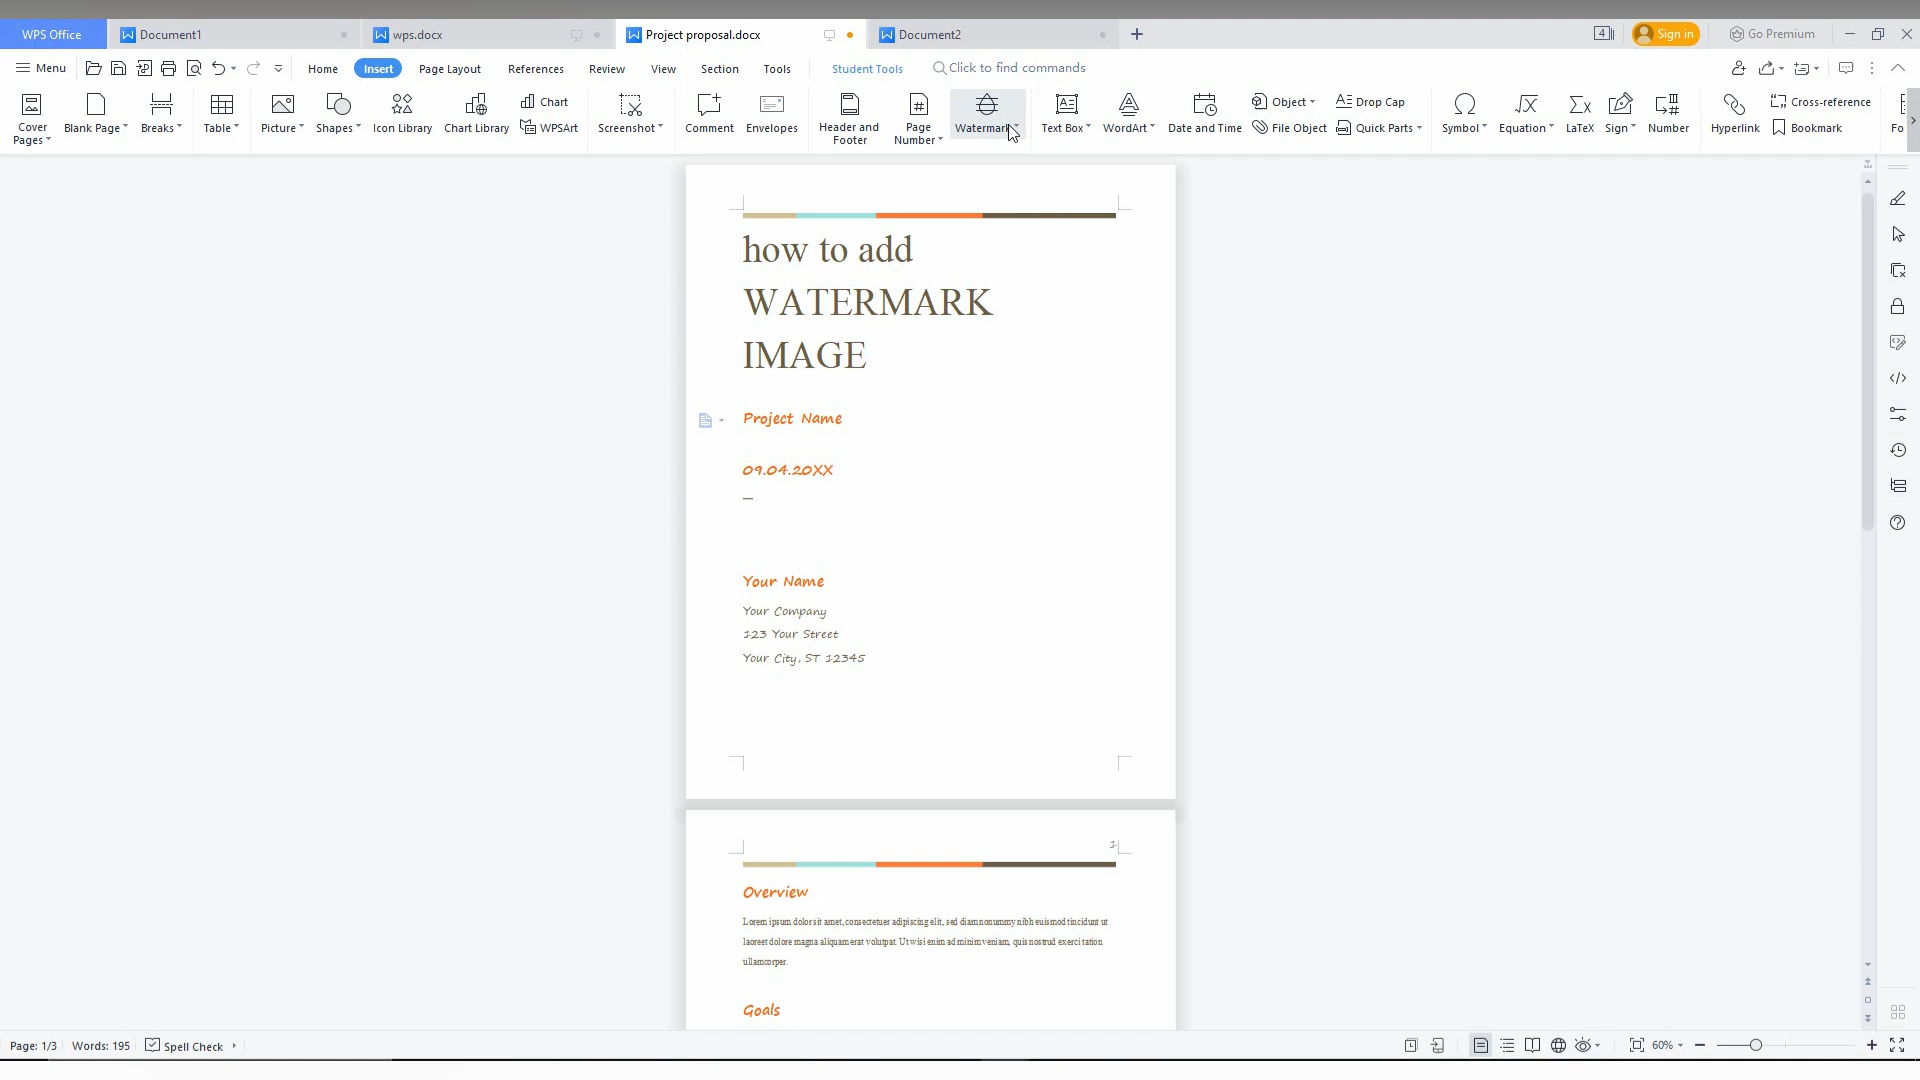 WPS Office Document1 wps.docx Project proposal.docx Document2 4 Sign in Go Premium
Menu Home Insert Page Layout References Review View Section Tools Student Tools Click to find commands
Cover Pages Blank Page Breaks Table Picture Shapes Icon Library Chart Library Chart WPSArt Screenshot Comment Envelopes Header and Footer Page Number Watermark Text Box WordArt Date and Time Object File Object Drop Cap Quick Parts Symbol Equation LaTeX Sign Number Hyperlink Cross-reference Bookmark Fo
how to add
WATERMARK
IMAGE
Project Name
09.04.20XX
—
Your Name
Your Company
123 Your Street
Your City, ST 12345
1
Overview
Lorem ipsum dolor sit amet, consectetuer adipiscing elit, sed diam nonummy nibh euismod tincidunt ut
laoreet dolore magna aliquam erat volutpat. Ut wisi enim ad minim veniam, quis nostrud exerci tation
ullamcorper.
Goals
Page: 1/3 Words: 195 Spell Check 60%